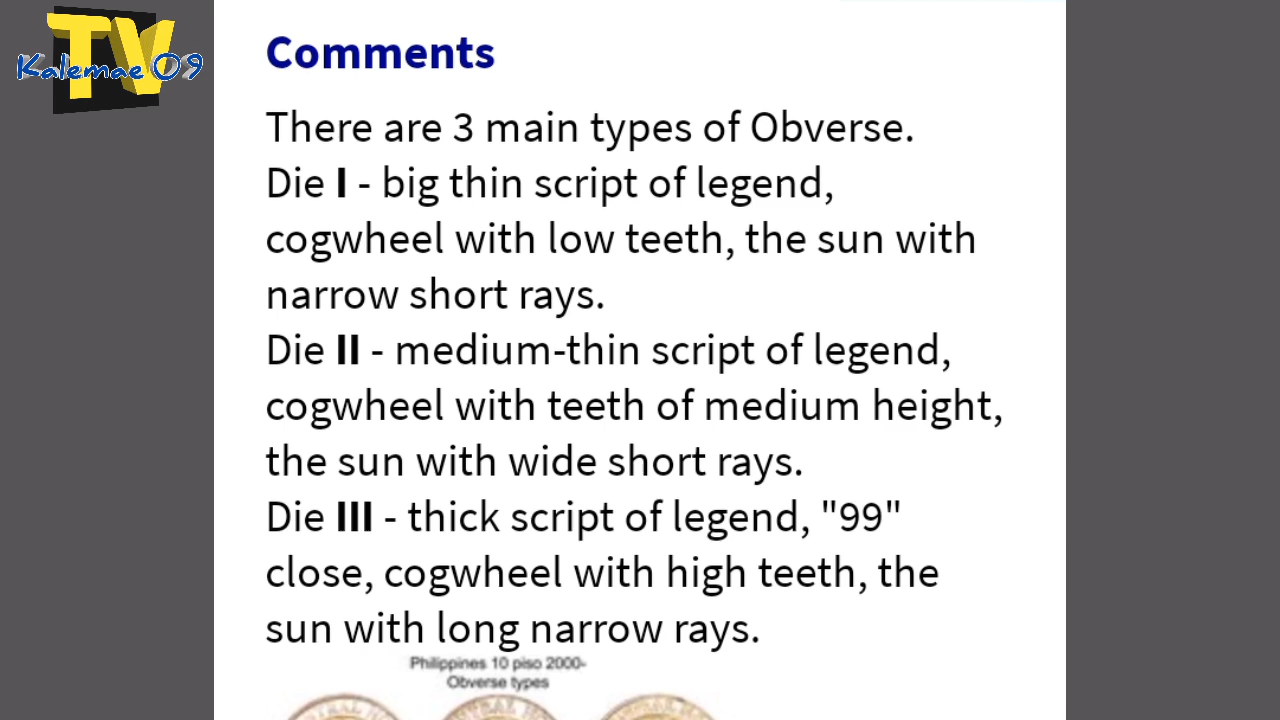 TV
Kalemae 09
Comments
There are 3 main types of Obverse.
Die I - big thin script of legend,
cogwheel with low teeth, the sun with
narrow short rays.
Die II - medium-thin script of legend,
cogwheel with teeth of medium height,
the sun with wide short rays.
Die III - thick script of legend, "99"
close, cogwheel with high teeth, the
sun with long narrow rays.
Philippines 10 piso 2000-
Obverse types